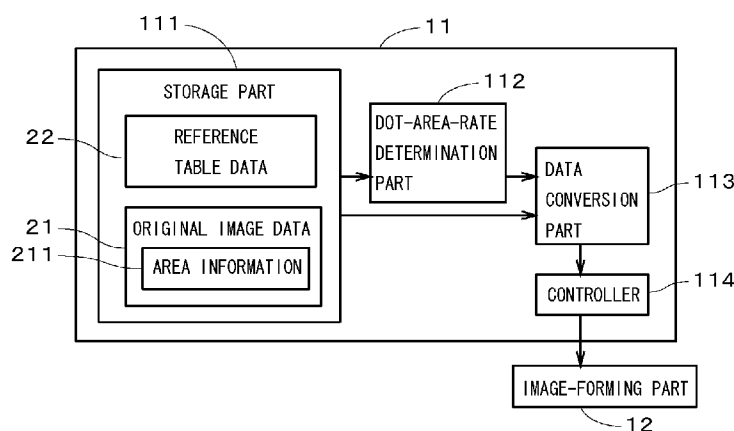 111
11
STORAGE PART
112
22
REFERENCE
TABLE DATA
DOT-AREA-RATE
DETERMINATION
PART
DATA
CONVERSION
PART
113
21
ORIGINAL IMAGE DATA
211
AREA INFORMATION
CONTROLLER
114
IMAGE-FORMING PART
12